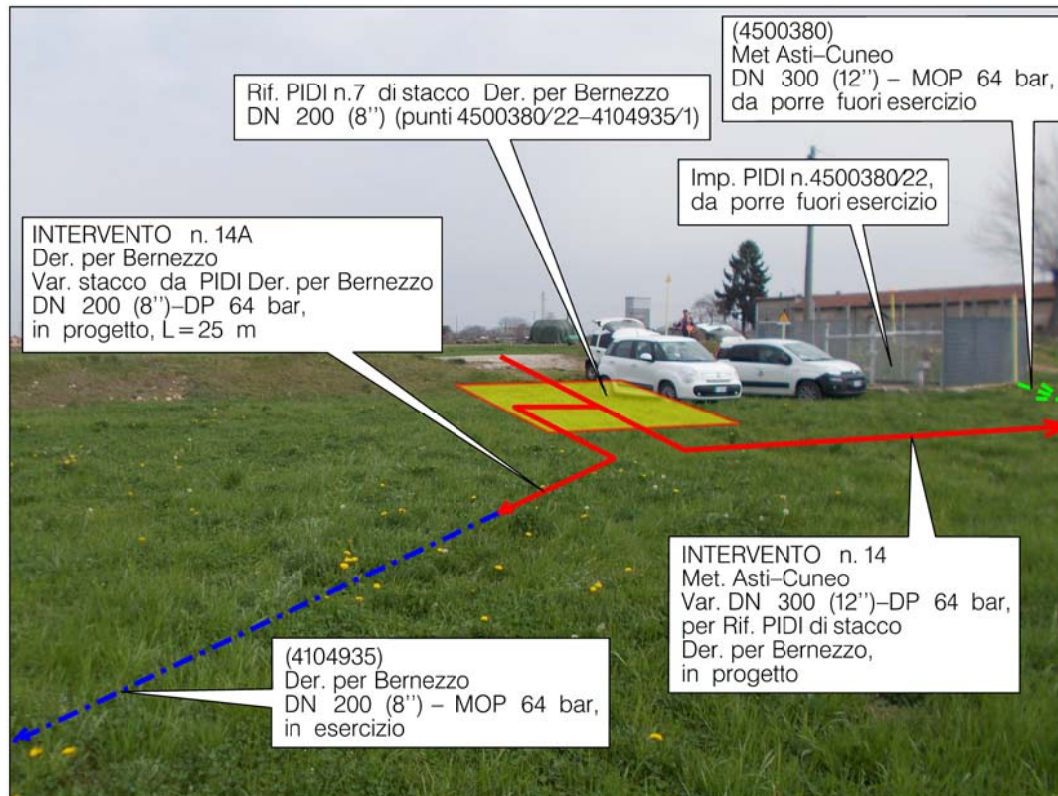 (4500380)
Met Asti–Cuneo
DN 300 (12'') – MOP 64 bar,
da porre fuori esercizio
Rif. PIDI n.7 di stacco Der. per Bernezzo
DN 200 (8'') (punti 4500380/22–4104935/1)
Imp. PIDI n.4500380/22,
da porre fuori esercizio
INTERVENTO n. 14A
Der. per Bernezzo
Var. stacco da PIDI Der. per Bernezzo
DN 200 (8'')–DP 64 bar,
in progetto, L=25 m
INTERVENTO n. 14
Met. Asti–Cuneo
Var. DN 300 (12'')–DP 64 bar,
per Rif. PIDI di stacco
Der. per Bernezzo,
in progetto
(4104935)
Der. per Bernezzo
DN 200 (8'') – MOP 64 bar,
in esercizio